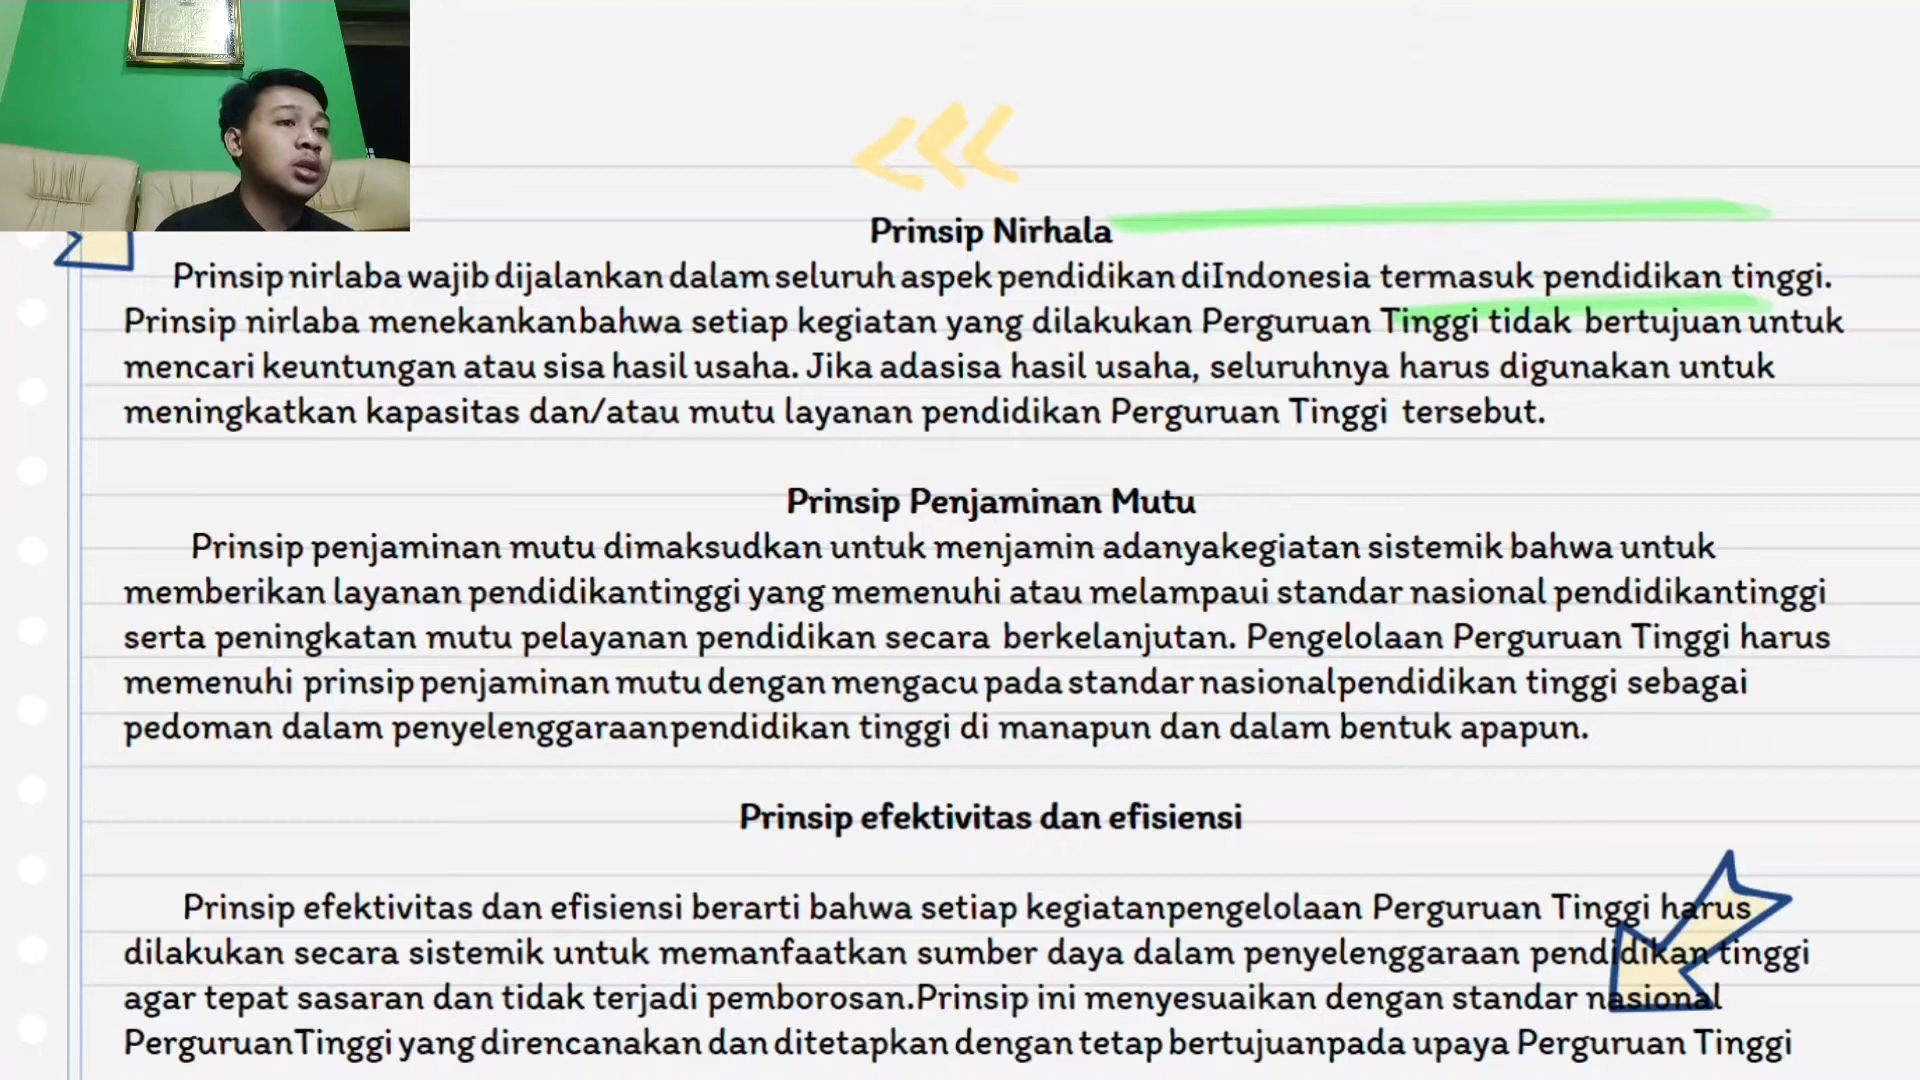 Prinsip Nirhala
Prinsip nirlaba wajib dijalankan dalam seluruh aspek pendidikan diIndonesia termasuk pendidikan tinggi.
Prinsip nirlaba menekankanbahwa setiap kegiatan yang dilakukan Perguruan Tinggi tidak bertujuan untuk
mencari keuntungan atau sisa hasil usaha. Jika adasisa hasil usaha, seluruhnya harus digunakan untuk
meningkatkan kapasitas dan/atau mutu layanan pendidikan Perguruan Tinggi tersebut.
Prinsip Penjaminan Mutu
Prinsip penjaminan mutu dimaksudkan untuk menjamin adanyakegiatan sistemik bahwa untuk
memberikan layanan pendidikantinggi yang memenuhi atau melampaui standar nasional pendidikantinggi
serta peningkatan mutu pelayanan pendidikan secara berkelanjutan. Pengelolaan Perguruan Tinggi harus
memenuhi prinsip penjaminan mutu dengan mengacu pada standar nasionalpendidikan tinggi sebagai
pedoman dalam penyelenggaraanpendidikan tinggi di manapun dan dalam bentuk apapun.
Prinsip efektivitas dan efisiensi
Prinsip efektivitas dan efisiensi berarti bahwa setiap kegiatanpengelolaan Perguruan Tinggi harus
dilakukan secara sistemik untuk memanfaatkan sumber daya dalam penyelenggaraan pendidikan tinggi
agar tepat sasaran dan tidak terjadi pemborosan.Prinsip ini menyesuaikan dengan standar nasional
PerguruanTinggi yang direncanakan dan ditetapkan dengan tetap bertujuanpada upaya Perguruan Tinggi